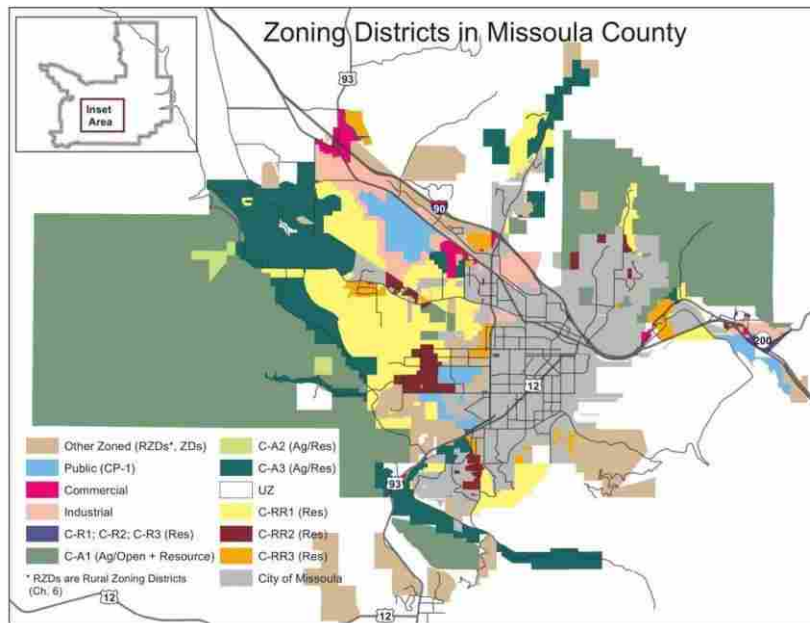 Zoning Districts in Missoula County
Inset
Area
93
90
200
12
93
12
12
Other Zoned (RZDs*, ZDs)
Public (CP-1)
Commercial
Industrial
C-R1; C-R2; C-R3 (Res)
C-A1 (Ag/Open + Resource)
* RZDs are Rural Zoning Districts
(Ch. 6)
C-A2 (Ag/Res)
C-A3 (Ag/Res)
UZ
C-RR1 (Res)
C-RR2 (Res)
C-RR3 (Res)
City of Missoula